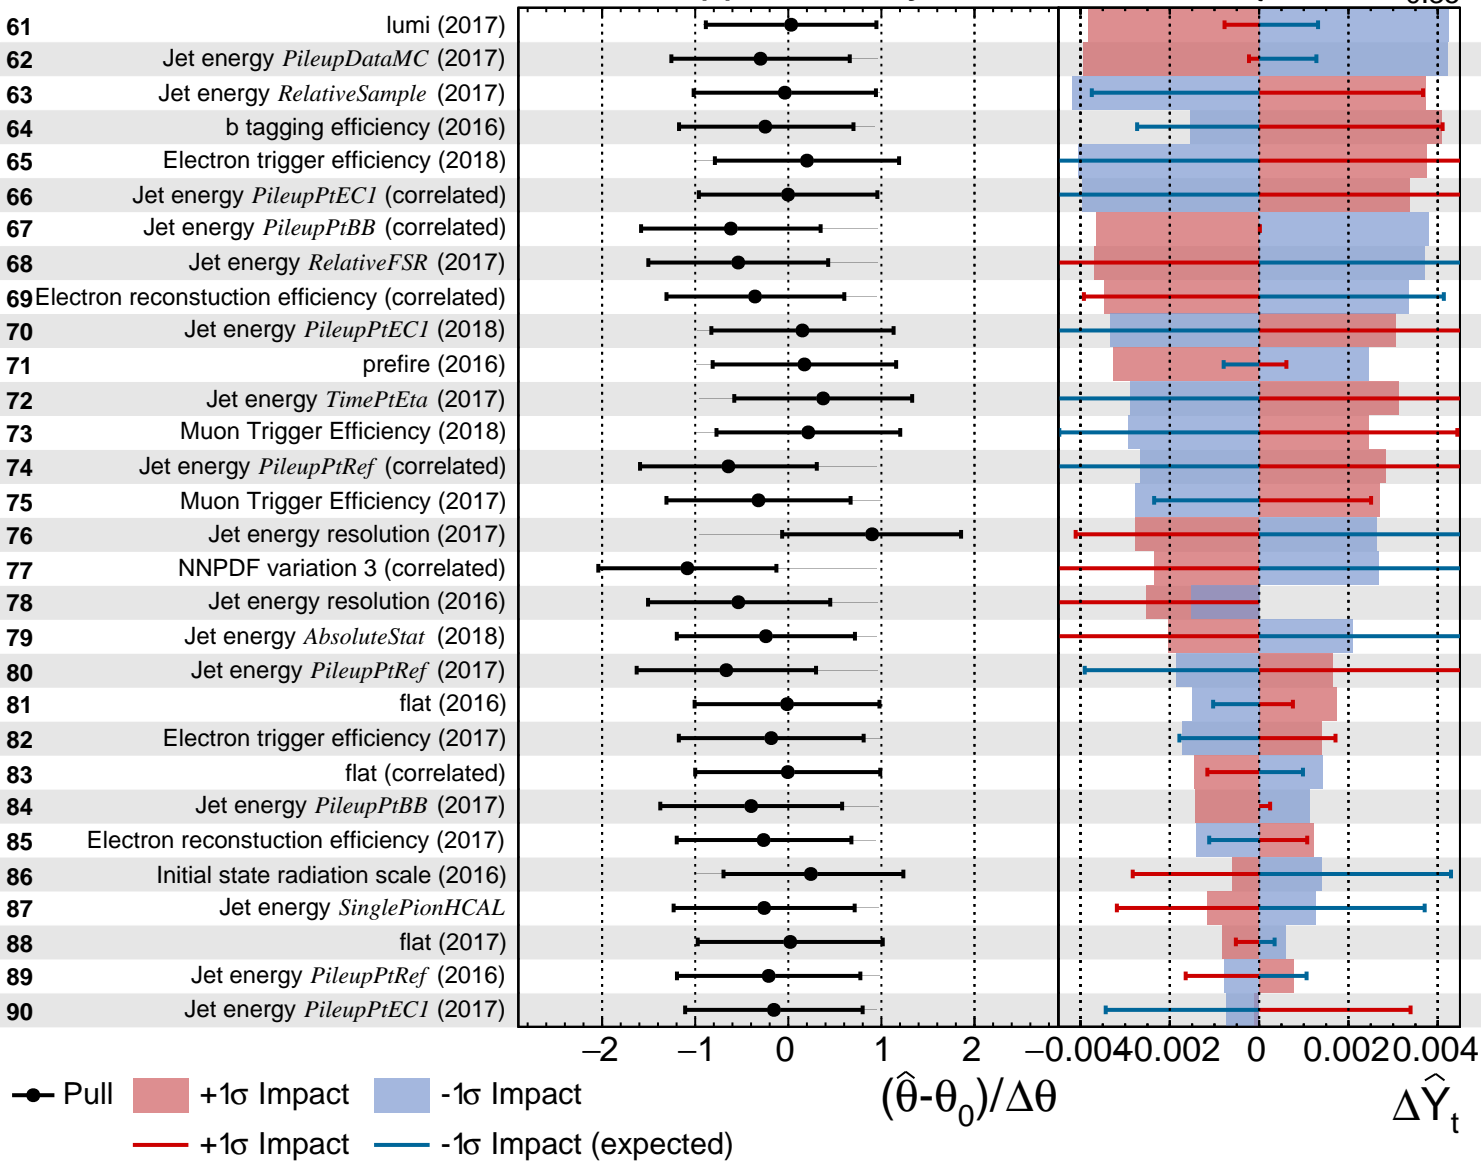 61 lumi (2017)
62 Jet energy PileupDataMC (2017)
63 Jet energy RelativeSample (2017)
64 b tagging efficiency (2016)
65 Electron trigger efficiency (2018)
66 Jet energy PileupPtEC1 (correlated)
67 Jet energy PileupPtBB (correlated)
68 Jet energy RelativeFSR (2017)
69 Electron reconstuction efficiency (correlated)
70 Jet energy PileupPtEC1 (2018)
71 prefire (2016)
72 Jet energy TimePtEta (2017)
73 Muon Trigger Efficiency (2018)
74 Jet energy PileupPtRef (correlated)
75 Muon Trigger Efficiency (2017)
76 Jet energy resolution (2017)
77 NNPDF variation 3 (correlated)
78 Jet energy resolution (2016)
79 Jet energy AbsoluteStat (2018)
80 Jet energy PileupPtRef (2017)
81 flat (2016)
82 Electron trigger efficiency (2017)
83 flat (correlated)
84 Jet energy PileupPtBB (2017)
85 Electron reconstuction efficiency (2017)
86 Initial state radiation scale (2016)
87 Jet energy SinglePionHCAL
88 flat (2017)
89 Jet energy PileupPtRef (2016)
90 Jet energy PileupPtEC1 (2017)
−2 −1 0 1 2 −0.004 0.002 0 0.002 0.004
Pull +1σ Impact -1σ Impact (θ̂-θ₀)/Δθ ΔŶₜ
+1σ Impact -1σ Impact (expected)